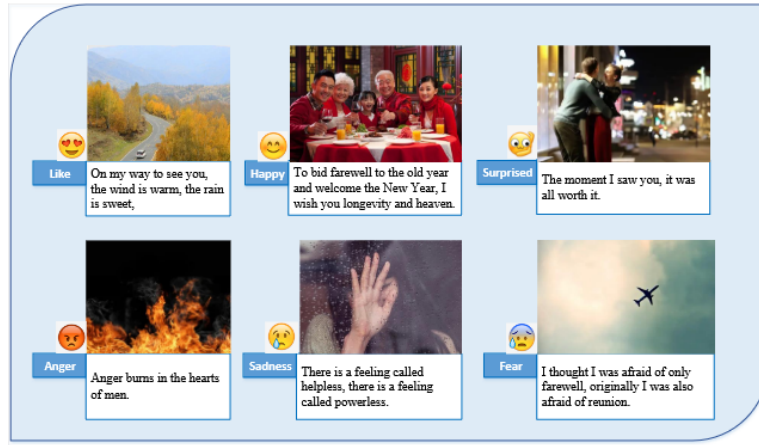 Like
On my way to see you,
the wind is warm, the rain
is sweet,
Happy
To bid farewell to the old year
and welcome the New Year, I
wish you longevity and heaven.
Surprised
The moment I saw you, it was
all worth it.
Anger
Anger burns in the hearts
of men.
Sadness
There is a feeling called
helpless, there is a feeling
called powerless.
Fear
I thought I was afraid of only
farewell, originally I was also
afraid of reunion.